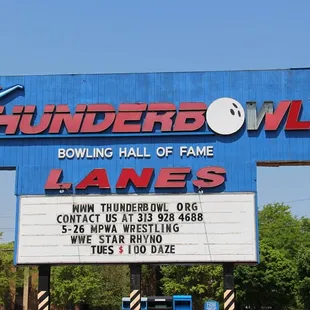 THUNDERBOWL
BOWLING HALL OF FAME
LANES
WWW THUNDERBOWL ORG
CONTACT US AT 313 928 4688
5-26 MPWA WRESTLING
WWE STAR RHYNO
TUES $100 DAZE